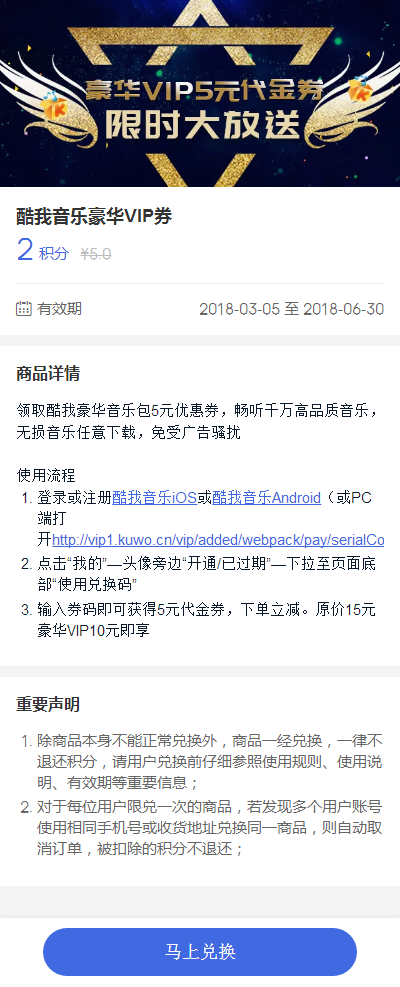 豪华VIP5元代金券
限时大放送
酷我音乐豪华VIP券
2 积分 ¥5.0
有效期 2018-03-05 至 2018-06-30
商品详情
领取酷我豪华音乐包5元优惠券，畅听千万高品质音乐，
无损音乐任意下载，免受广告骚扰
使用流程
1. 登录或注册酷我音乐iOS或酷我音乐Android（或PC
端打
开http://vip1.kuwo.cn/vip/added/webpack/pay/serialCo
2. 点击“我的”—头像旁边“开通/已过期”—下拉至页面底
部“使用兑换码”
3. 输入券码即可获得5元代金券，下单立减。原价15元
豪华VIP10元即享
重要声明
1. 除商品本身不能正常兑换外，商品一经兑换，一律不
退还积分，请用户兑换前仔细参照使用规则、使用说
明、有效期等重要信息；
2. 对于每位用户限兑一次的商品，若发现多个用户账号
使用相同手机号或收货地址兑换同一商品，则自动取
消订单，被扣除的积分不退还；
马上兑换